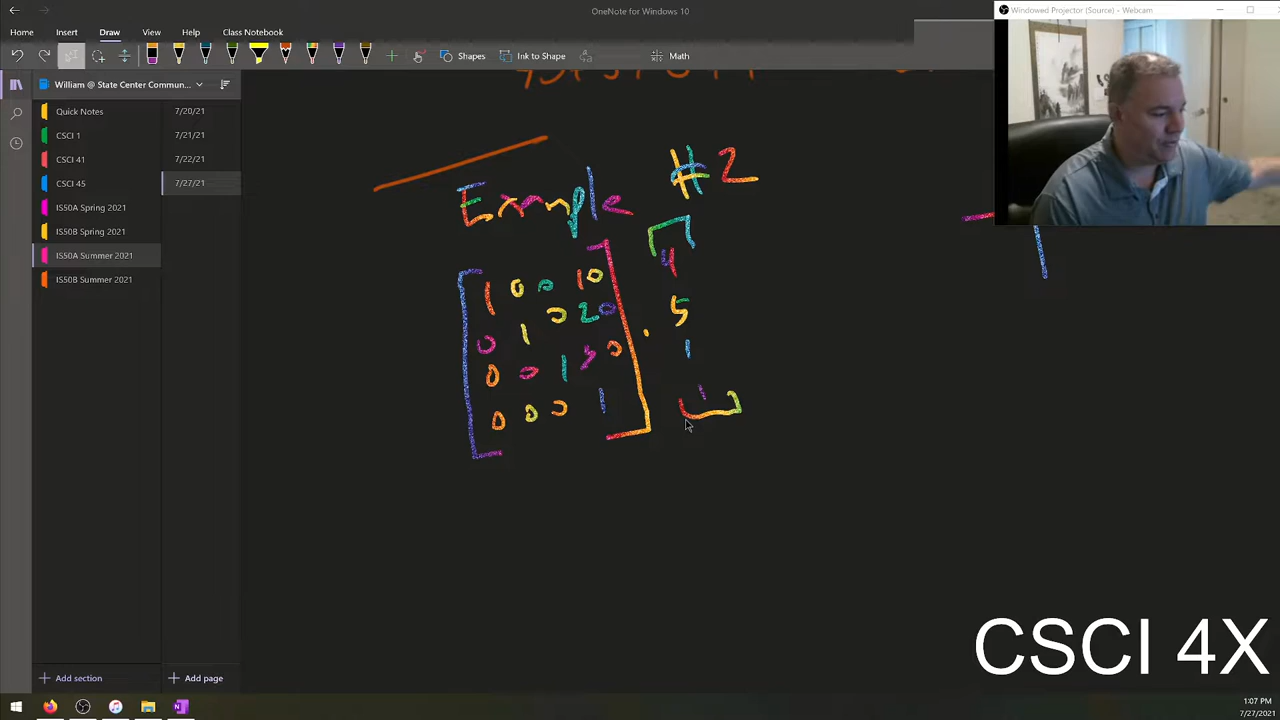 OneNote for Windows 10
Windowed Projector (Source) - Webcam
Home Insert Draw View Help Class Notebook
Shapes Ink to Shape Math
William @ State Center Commun...
Quick Notes
CSCI 1
CSCI 41
CSCI 45
IS50A Spring 2021
IS50B Spring 2021
IS50A Summer 2021
IS50B Summer 2021
7/20/21
7/21/21
7/22/21
7/27/21
Example #2
1 0 0 10
0 1 0 20
0 0 1 30
0 0 0 1
4
5
1
1
CSCI 4X
Add section
Add page
1:07 PM
7/27/2021